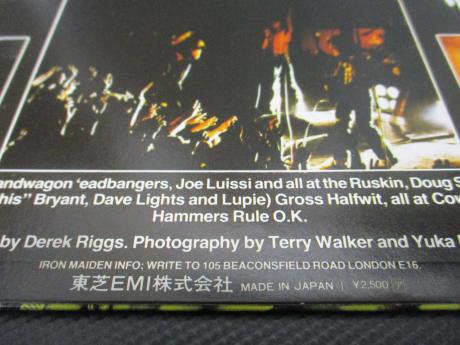 andwagon 'eadbangers, Joe Luissi and all at the Ruskin, Doug S
his" Bryant, Dave Lights and Lupie) Gross Halfwit, all at Cow
Hammers Rule O.K.
by Derek Riggs. Photography by Terry Walker and Yuka
IRON MAIDEN INFO; WRITE TO 105 BEACONSFIELD ROAD LONDON E16.
東芝EMI株式会社 MADE IN JAPAN | ¥2,500 ア